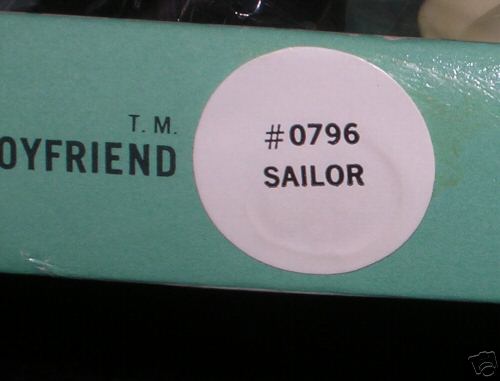 T. M.
OYFRIEND
#0796
SAILOR